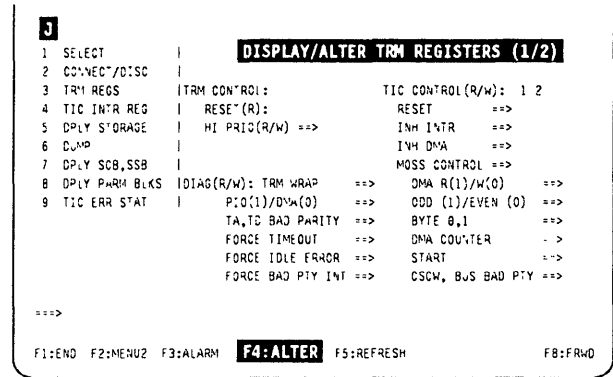 J
1 SELECT | DISPLAY/ALTER TRM REGISTERS (1/2)
2 CONNECT/DISC |
3 TRM REGS |TRM CONTROL: TIC CONTROL(R/W): 1 2
4 TIC INTR REG | RESET(R): RESET ==>
5 DPLY STORAGE | HI PRIO(R/W) ==> INH INTR ==>
6 DUMP | INH DMA ==>
7 DPLY SCB,SSB | MOSS CONTROL ==>
8 DPLY PARM BLKS |DIAG(R/W): TRM WRAP ==> DMA R(1)/W(0) ==>
9 TIC ERR STAT | PIO(1)/DMA(0) ==> ODD (1)/EVEN (0) ==>
TA,TD BAD PARITY ==> BYTE 0,1 ==>
FORCE TIMEOUT ==> DMA COUNTER ==>
FORCE IDLE ERROR ==> START ==>
FORCE BAD PTY INT ==> CSCW, BUS BAD PTY ==>
===>
F1:END F2:MENU2 F3:ALARM F4:ALTER F5:REFRESH F8:FRWD